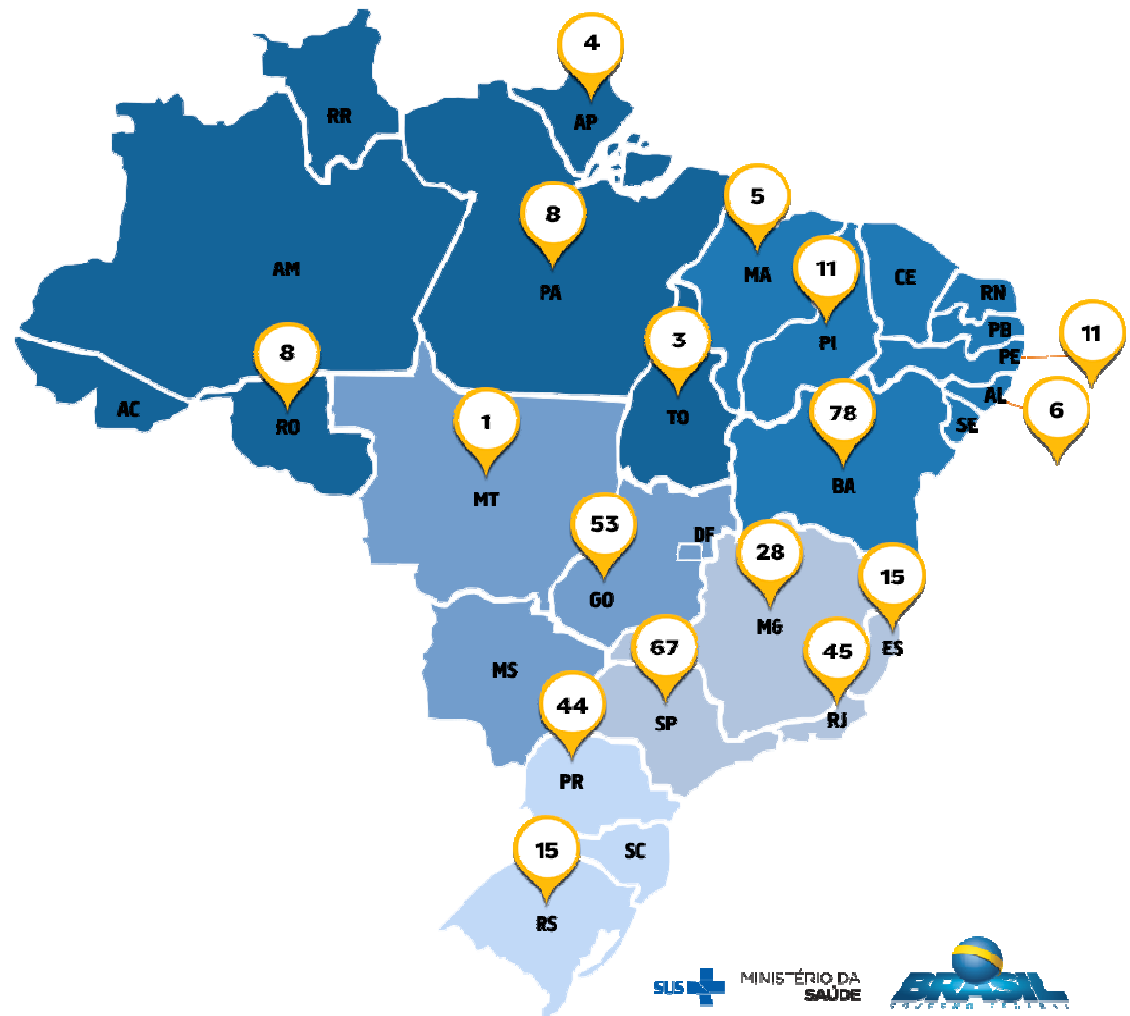 4
RR
AP
5
8
11
MA
CE
AM
PA
RN
PB
11
3
PI
PE
8
AL
6
AC
1
TO
78
RO
SE
MT
BA
53
DF
28
15
GO
MG
67
45
ES
MS
44
SP
RJ
PR
15
SC
RS
SUS
MINISTÉRIO DA
SAÚDE
BRASIL
GOVERNO FEDERAL